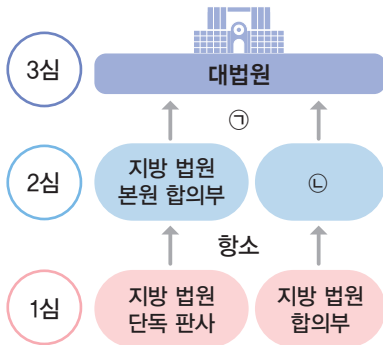 3심
대법원
㉠
2심
지방 법원
본원 합의부
㉡
항소
1심
지방 법원
단독 판사
지방 법원
합의부